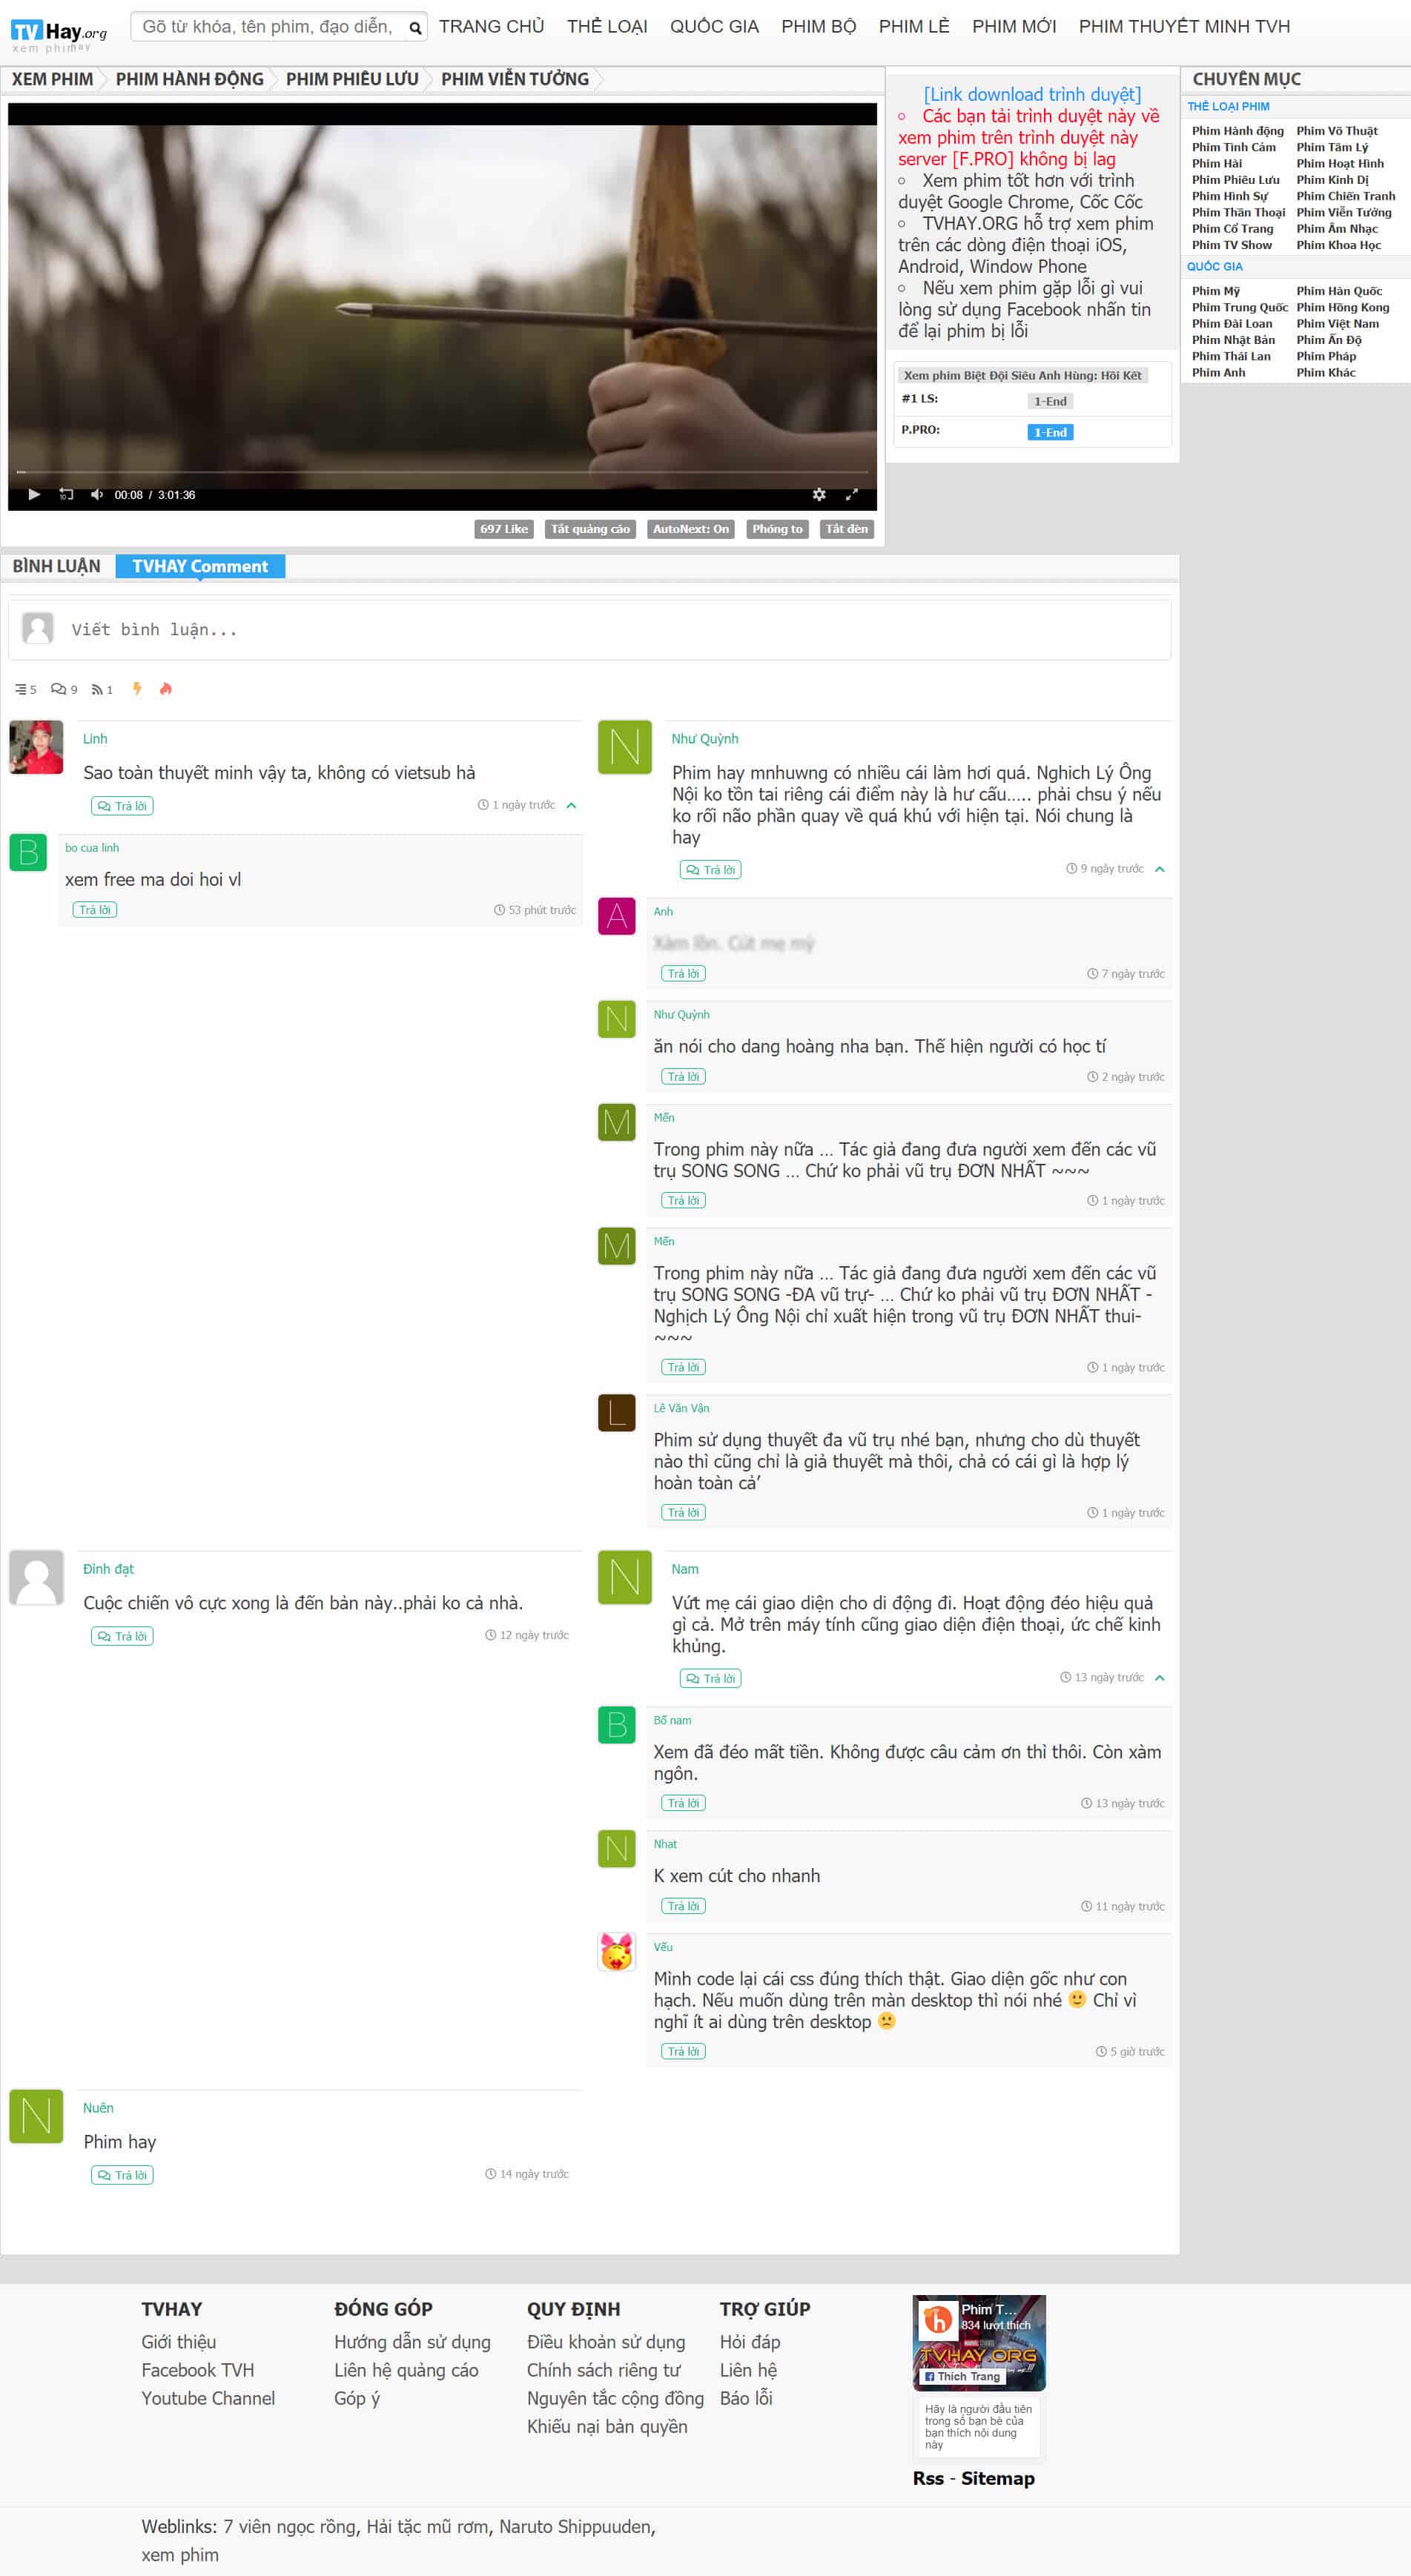 TV Hay.org
xem phimhay
Gõ từ khóa, tên phim, đạo diễn,
TRANG CHỦ THỂ LOẠI QUỐC GIA PHIM BỘ PHIM LẺ PHIM MỚI PHIM THUYẾT MINH TVH
XEM PHIM PHIM HÀNH ĐỘNG PHIM PHIÊU LƯU PHIM VIỄN TƯỞNG
00:08 / 3:01:36
697 Like Tắt quảng cáo AutoNext: On Phóng to Tắt đèn
[Link download trình duyệt]
Các bạn tải trình duyệt này về
xem phim trên trình duyệt này
server [F.PRO] không bị lag
Xem phim tốt hơn với trình
duyệt Google Chrome, Cốc Cốc
TVHAY.ORG hỗ trợ xem phim
trên các dòng điện thoại iOS,
Android, Window Phone
Nếu xem phim gặp lỗi gì vui
lòng sử dụng Facebook nhấn tin
để lại phim bị lỗi
Xem phim Biệt Đội Siêu Anh Hùng: Hồi Kết
#1 LS: 1-End
P.PRO: 1-End
CHUYÊN MỤC
THỂ LOẠI PHIM
Phim Hành động Phim Võ Thuật
Phim Tình Cảm Phim Tâm Lý
Phim Hài Phim Hoạt Hình
Phim Phiêu Lưu Phim Kinh Dị
Phim Hình Sự Phim Chiến Tranh
Phim Thần Thoại Phim Viễn Tưởng
Phim Cổ Trang Phim Âm Nhạc
Phim TV Show Phim Khoa Học
QUỐC GIA
Phim Mỹ Phim Hàn Quốc
Phim Trung Quốc Phim Hồng Kong
Phim Đài Loan Phim Việt Nam
Phim Nhật Bản Phim Ấn Độ
Phim Thái Lan Phim Pháp
Phim Anh Phim Khác
BÌNH LUẬN TVHAY Comment
Viết bình luận...
5 9 1
Linh
Sao toàn thuyết minh vậy ta, không có vietsub hả
Trả lời 1 ngày trước
B
bo cua linh
xem free ma doi hoi vl
Trả lời 53 phút trước
N
Như Quỳnh
Phim hay mnhuwng có nhiều cái làm hơi quá. Nghich Lý Ông
Nội ko tồn tai riêng cái điểm này là hư cấu..... phải chsu ý nếu
ko rối não phần quay về quá khú với hiện tại. Nói chung là
hay
Trả lời 9 ngày trước
A
Anh
Xàm lồn. Cút mẹ mỳ
Trả lời 7 ngày trước
N
Như Quỳnh
ăn nói cho dang hoàng nha bạn. Thế hiện người có học tí
Trả lời 2 ngày trước
M
Mến
Trong phim này nữa ... Tác giả đang đưa người xem đến các vũ
trụ SONG SONG ... Chứ ko phải vũ trụ ĐƠN NHẤT ~~~
Trả lời 1 ngày trước
M
Mến
Trong phim này nữa ... Tác giả đang đưa người xem đến các vũ
trụ SONG SONG -ĐA vũ trự- ... Chứ ko phải vũ trụ ĐƠN NHẤT -
Nghịch Lý Ông Nội chỉ xuất hiện trong vũ trụ ĐƠN NHẤT thui-
~~~
Trả lời 1 ngày trước
L
Lê Văn Vận
Phim sử dụng thuyết đa vũ trụ nhé bạn, nhưng cho dù thuyết
nào thì cũng chỉ là giả thuyết mà thôi, chả có cái gì là hợp lý
hoàn toàn cả’
Trả lời 1 ngày trước
Đinh đạt
Cuộc chiến vô cực xong là đến bản này..phải ko cả nhà.
Trả lời 12 ngày trước
N
Nam
Vứt mẹ cái giao diện cho di động đi. Hoạt động đéo hiệu quả
gì cả. Mở trên máy tính cũng giao diện điện thoại, ức chế kinh
khủng.
Trả lời 13 ngày trước
B
Bố nam
Xem đã đéo mất tiền. Không được câu cảm ơn thì thôi. Còn xàm
ngôn.
Trả lời 13 ngày trước
N
Nhat
K xem cút cho nhanh
Trả lời 11 ngày trước
Vếu
Mình code lại cái css đúng thích thật. Giao diện gốc như con
hạch. Nếu muốn dùng trên màn desktop thì nói nhé 🙂 Chỉ vì
nghĩ ít ai dùng trên desktop 🙁
Trả lời 5 giờ trước
N
Nuên
Phim hay
Trả lời 14 ngày trước
TVHAY ĐÓNG GÓP QUY ĐỊNH TRỢ GIÚP
Giới thiệu Hướng dẫn sử dụng Điều khoản sử dụng Hỏi đáp
Facebook TVH Liên hệ quảng cáo Chính sách riêng tư Liên hệ
Youtube Channel Góp ý Nguyên tắc cộng đồng Báo lỗi
Khiếu nại bản quyền
Phim T...
834 lượt thích
TVHAY.ORG
Thích Trang
Hãy là người đầu tiên
trong số bạn bè của
bạn thích nội dung
này
Rss - Sitemap
Weblinks: 7 viên ngọc rồng, Hải tặc mũ rơm, Naruto Shippuuden,
xem phim